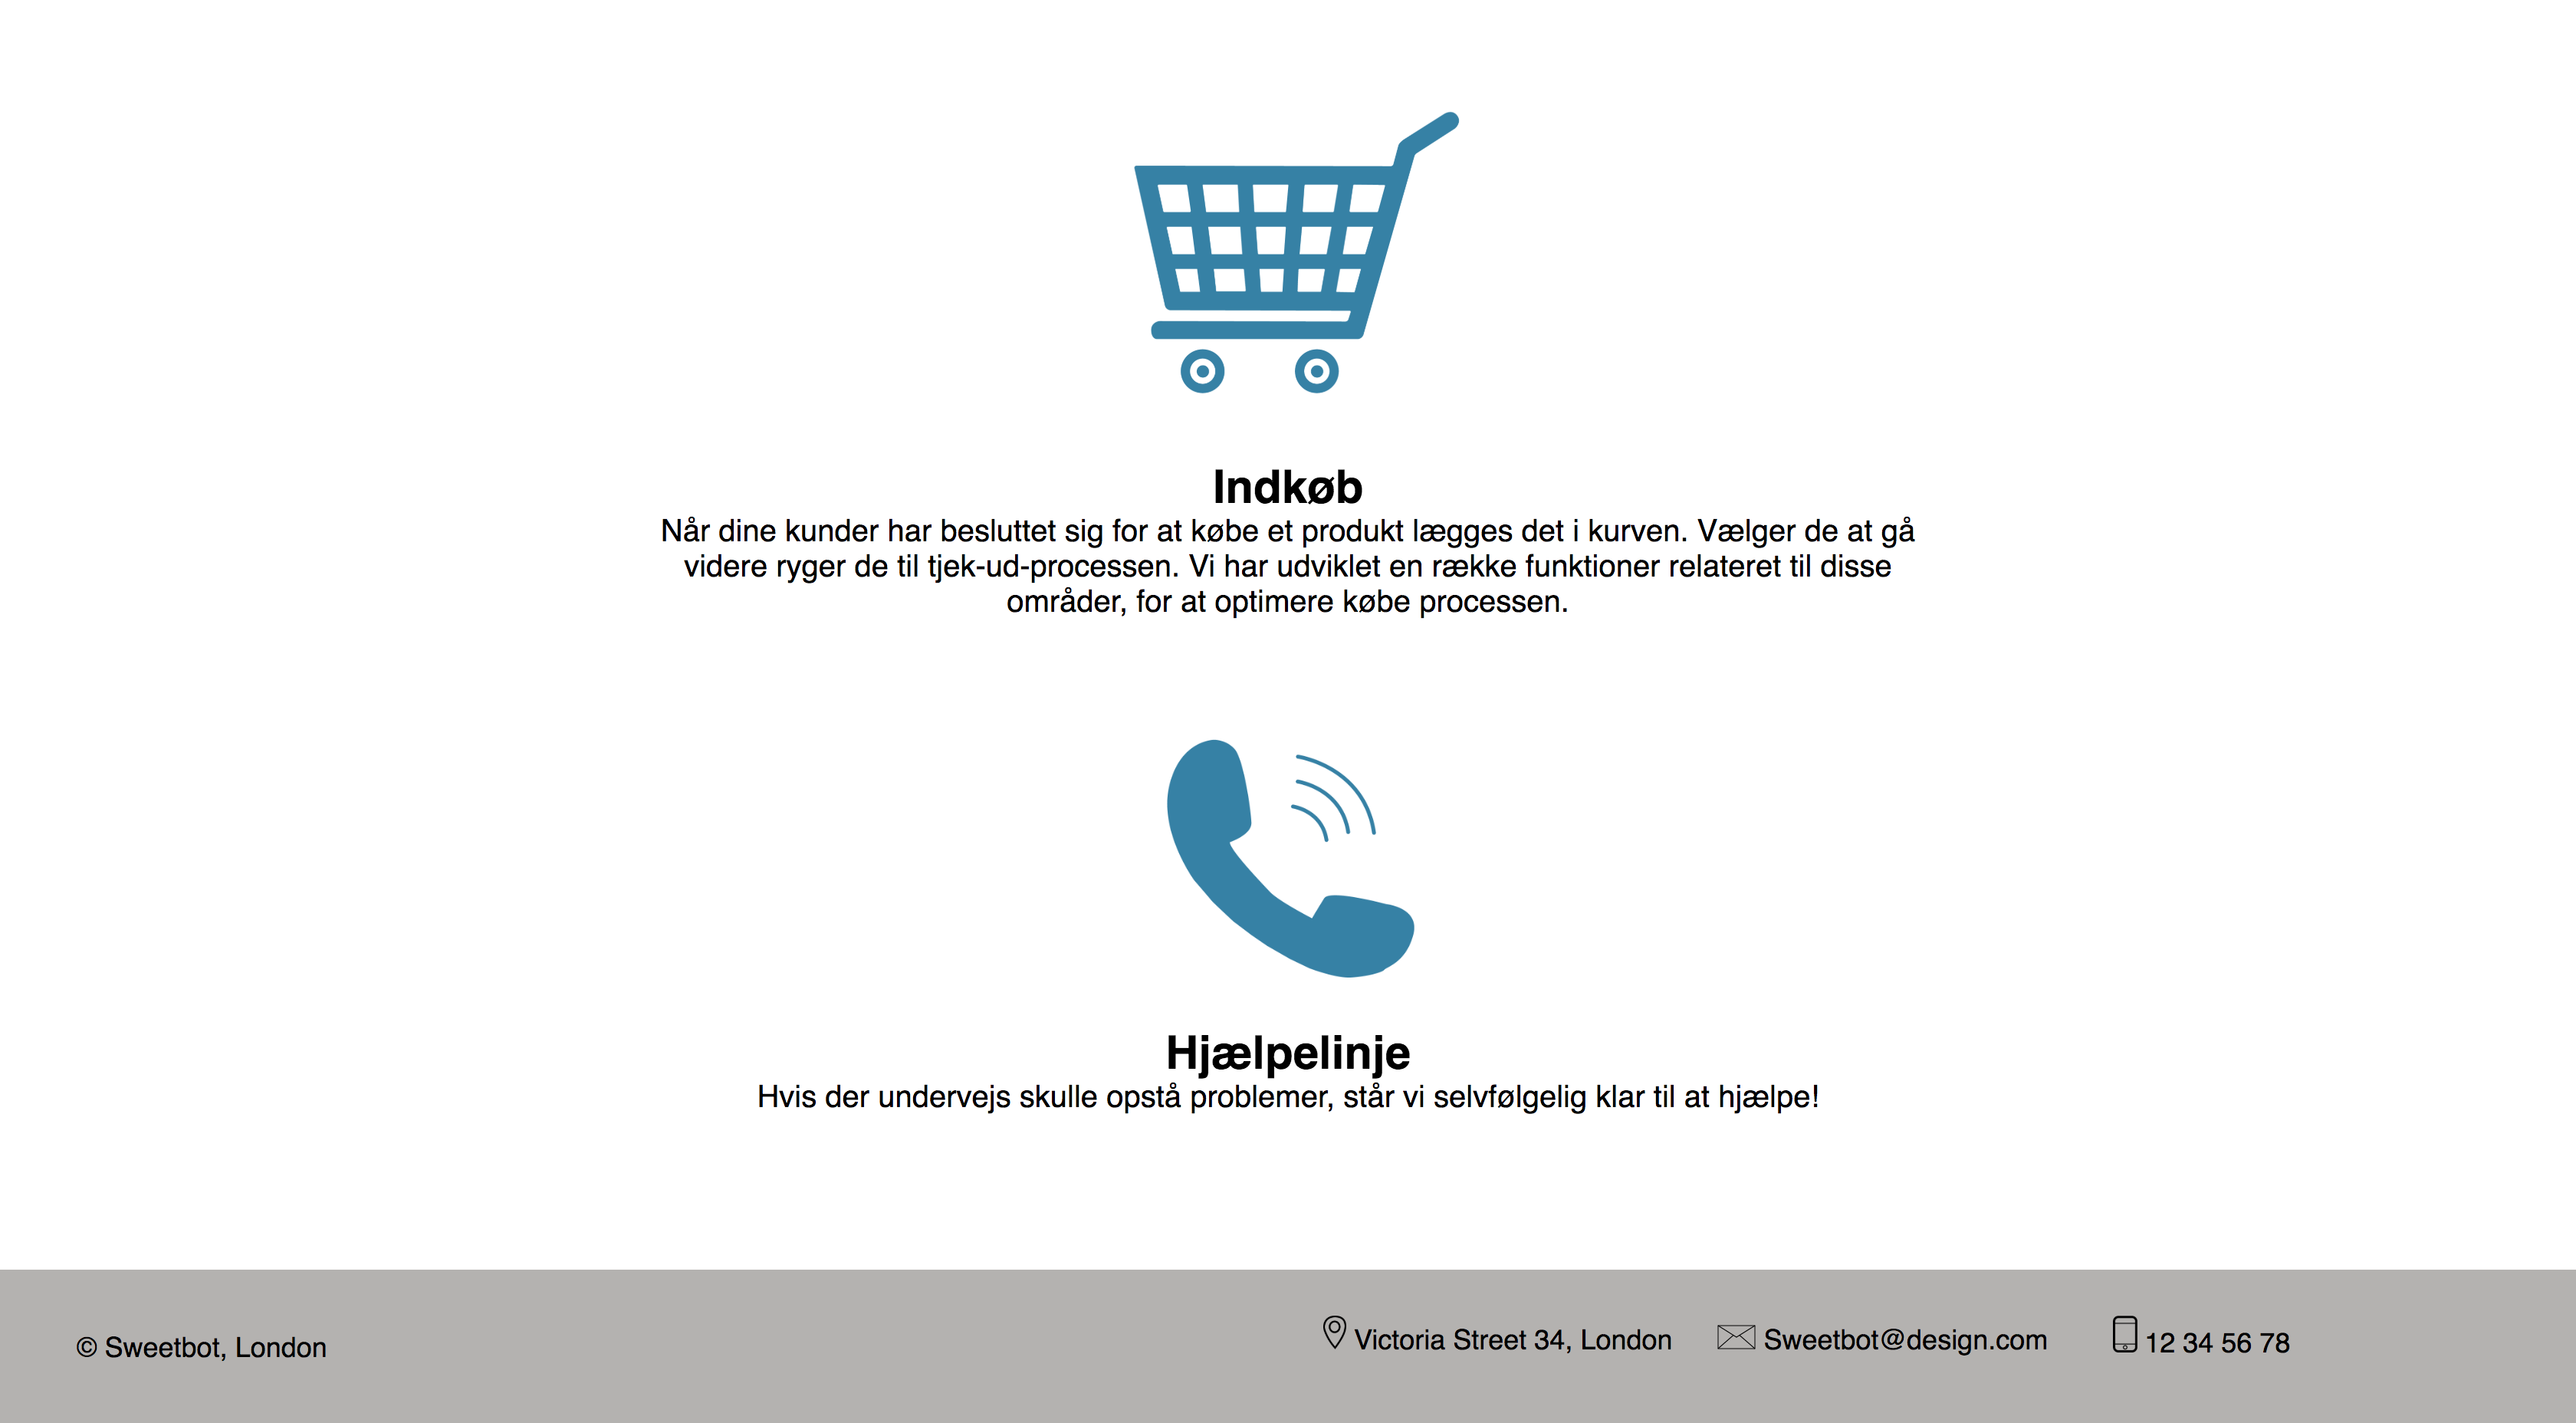 Indkøb
Når dine kunder har besluttet sig for at købe et produkt lægges det i kurven. Vælger de at gå
videre ryger de til tjek-ud-processen. Vi har udviklet en række funktioner relateret til disse
områder, for at optimere købe processen.
Hjælpelinje
Hvis der undervejs skulle opstå problemer, står vi selvfølgelig klar til at hjælpe!
© Sweetbot, London
Victoria Street 34, London
Sweetbot@design.com
12 34 56 78